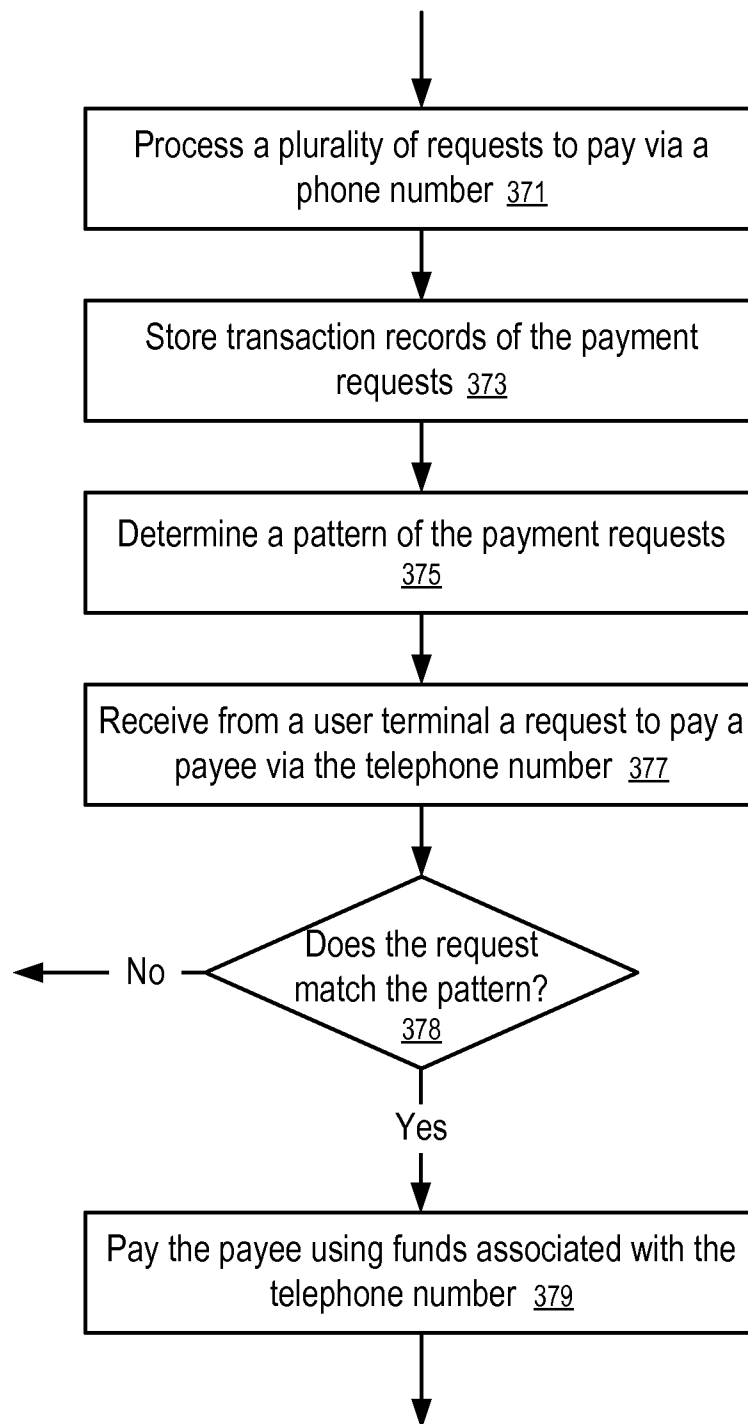 Process a plurality of requests to pay via a
phone number 371
Store transaction records of the payment
requests 373
Determine a pattern of the payment requests
375
Receive from a user terminal a request to pay a
payee via the telephone number 377
Does the request
match the pattern?
378
No
Yes
Pay the payee using funds associated with the
telephone number 379